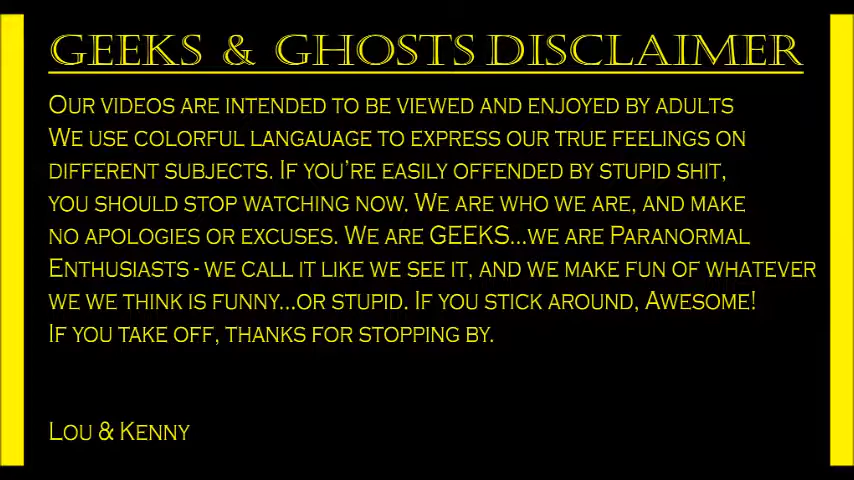 GEEKS & GHOSTS DISCLAIMER
OUR VIDEOS ARE INTENDED TO BE VIEWED AND ENJOYED BY ADULTS
WE USE COLORFUL LANGAUAGE TO EXPRESS OUR TRUE FEELINGS ON
DIFFERENT SUBJECTS. IF YOU'RE EASILY OFFENDED BY STUPID SHIT,
YOU SHOULD STOP WATCHING NOW. WE ARE WHO WE ARE, AND MAKE
NO APOLOGIES OR EXCUSES. WE ARE GEEKS...WE ARE PARANORMAL
ENTHUSIASTS - WE CALL IT LIKE WE SEE IT, AND WE MAKE FUN OF WHATEVER
WE WE THINK IS FUNNY...OR STUPID. IF YOU STICK AROUND, AWESOME!
IF YOU TAKE OFF, THANKS FOR STOPPING BY.
LOU & KENNY